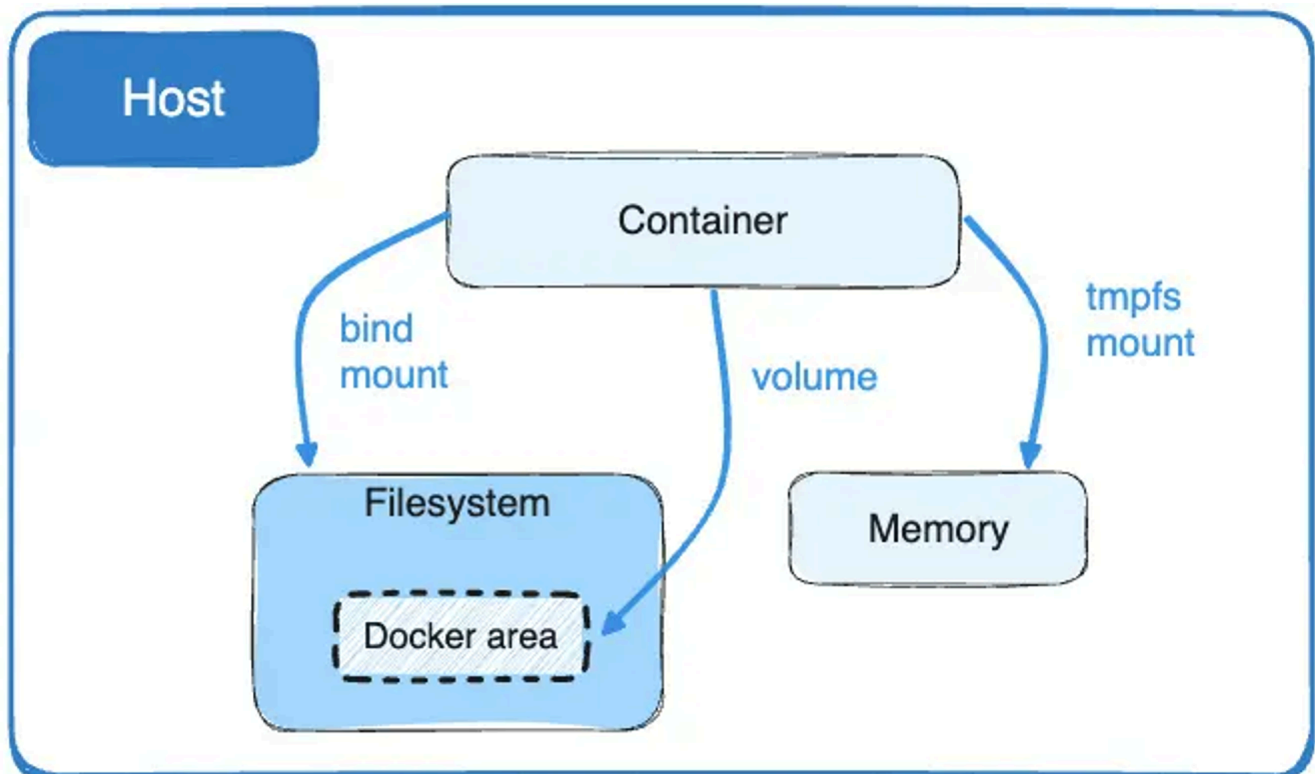 Host
Container
bind
mount
volume
tmpfs
mount
Filesystem
Memory
Docker area